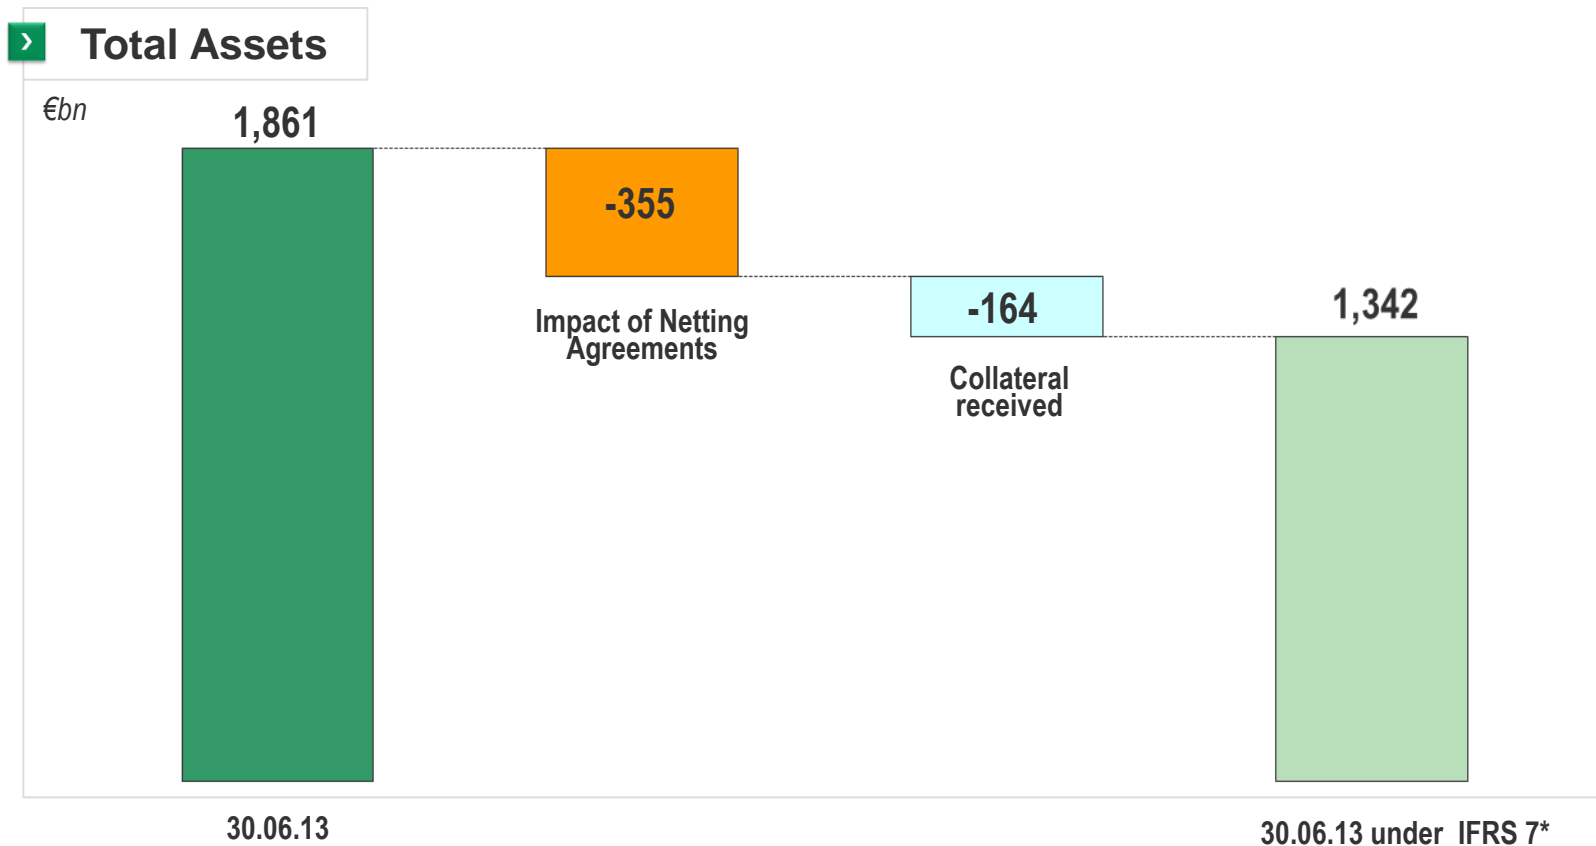 Total Assets
€bn
1,861
-355
Impact of Netting
Agreements
-164
Collateral
received
1,342
30.06.13
30.06.13 under IFRS 7*